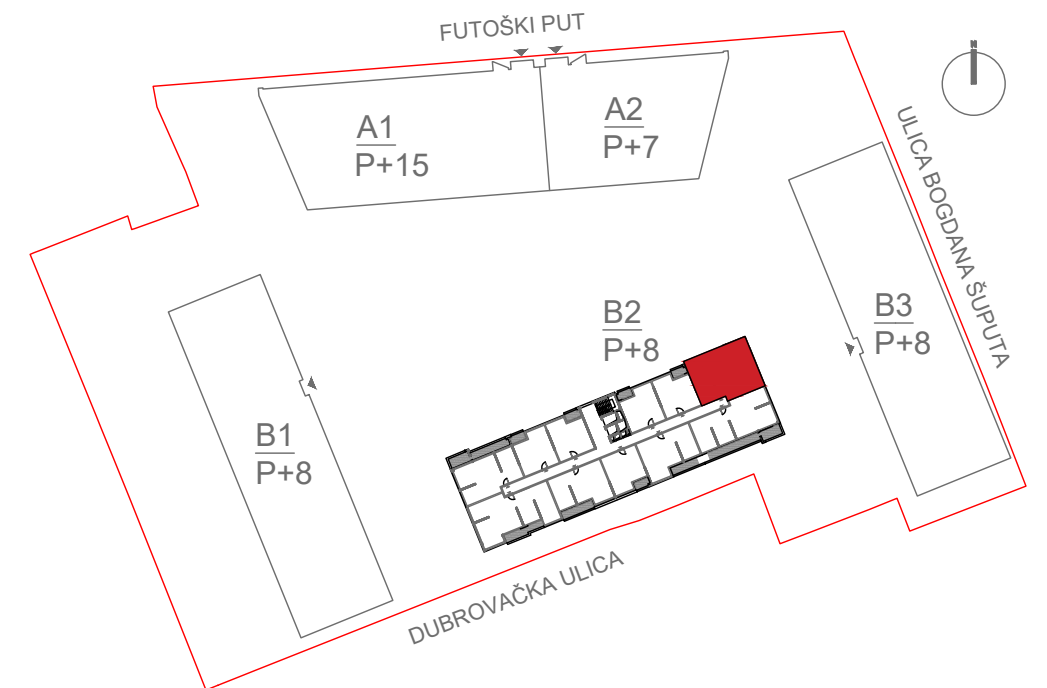 FUTOŠKI PUT
N
A1
P+15
A2
P+7
ULICA BOGDANA ŠUPUTA
B2
P+8
B3
P+8
B1
P+8
DUBROVAČKA ULICA